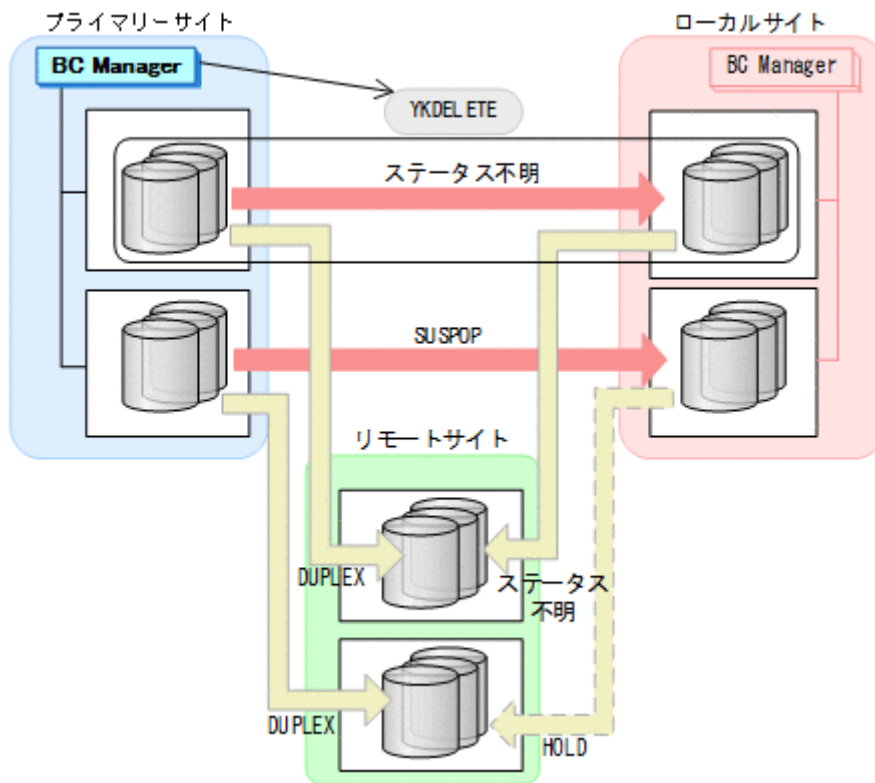 プライマリーサイト
ローカルサイト
BC Manager
BC Manager
YKDELETE
ステータス不明
SUSPOP
リモートサイト
DUPLEX
ステータス
不明
DUPLEX
HOLD